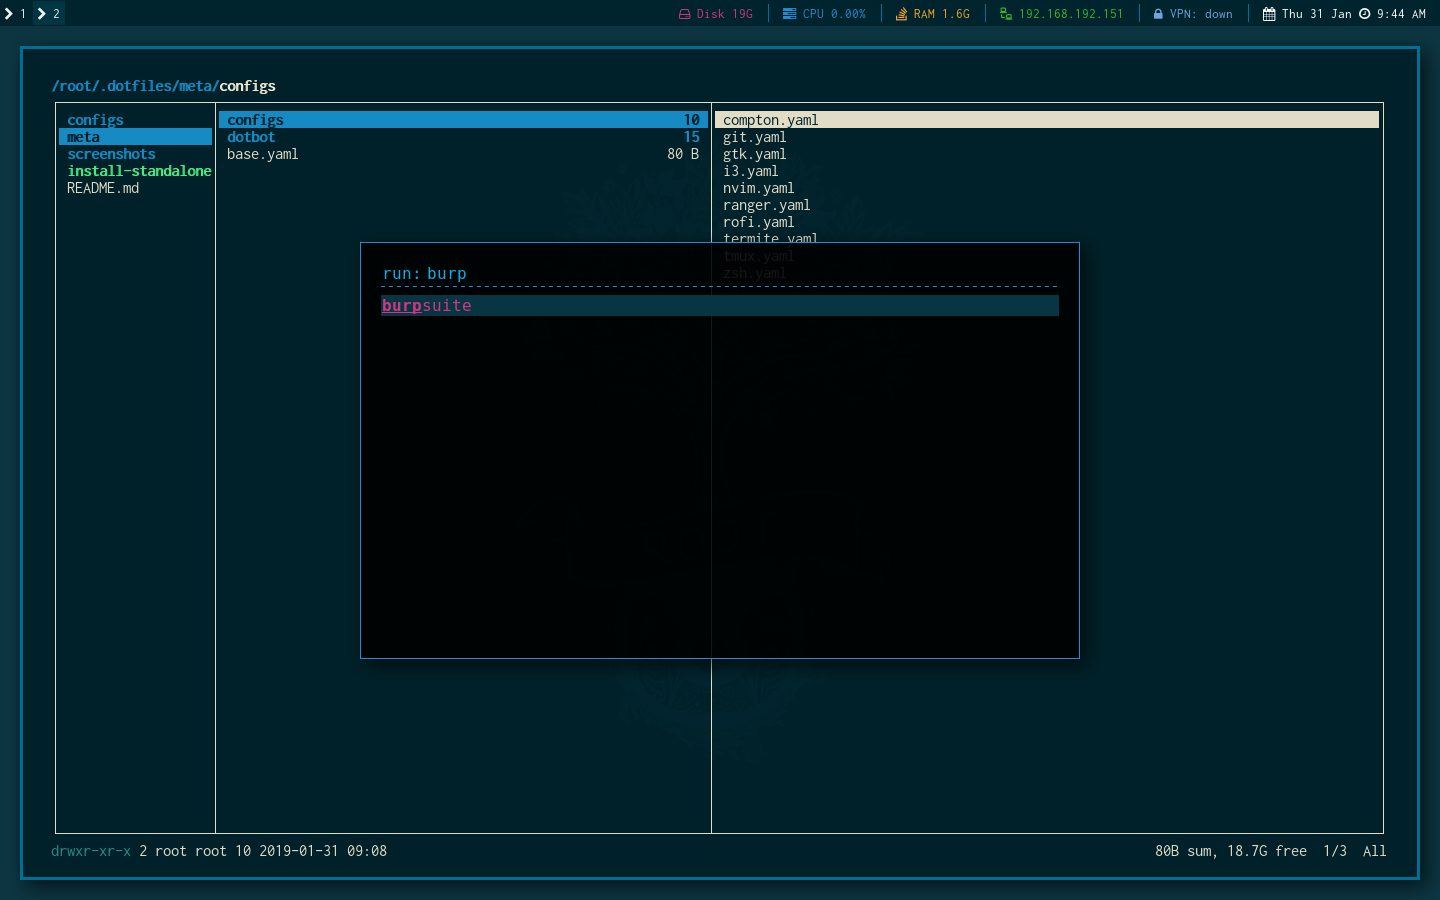 1 2 Disk 19G CPU 0.00% RAM 1.6G 192.168.192.151 VPN: down Thu 31 Jan 9:44 AM
/root/.dotfiles/meta/configs
configs
meta
screenshots
install-standalone
README.md
configs 10
dotbot 15
base.yaml 80 B
compton.yaml
git.yaml
gtk.yaml
i3.yaml
nvim.yaml
ranger.yaml
rofi.yaml
termite.yaml
tmux.yaml
zsh.yaml
run: burp
burpsuite
drwxr-xr-x 2 root root 10 2019-01-31 09:08 80B sum, 18.7G free 1/3 All